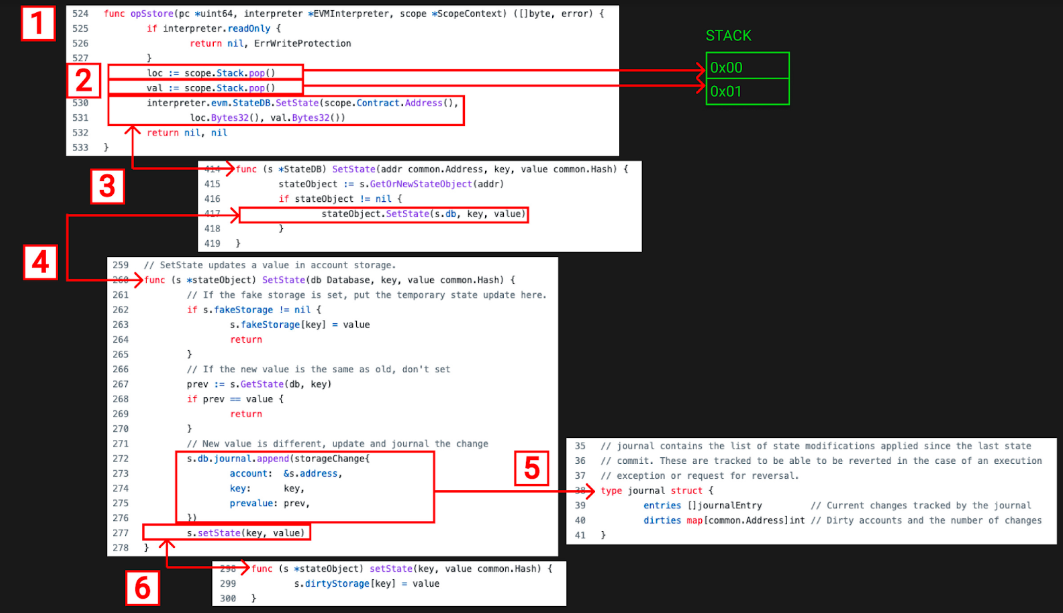 1
524 func opSstore(pc *uint64, interpreter *EVMInterpreter, scope *ScopeContext) ([]byte, error) {
525 if interpreter.readOnly {
526 return nil, ErrWriteProtection
527 }
2
loc := scope.Stack.pop()
val := scope.Stack.pop()
530 interpreter.evm.StateDB.SetState(scope.Contract.Address(),
531 loc.Bytes32(), val.Bytes32())
532 return nil, nil
533 }
STACK
0x00
0x01
3
414 func (s *StateDB) SetState(addr common.Address, key, value common.Hash) {
415 stateObject := s.GetOrNewStateObject(addr)
416 if stateObject != nil {
417 stateObject.SetState(s.db, key, value)
418 }
419 }
4
259 // SetState updates a value in account storage.
260 func (s *stateObject) SetState(db Database, key, value common.Hash) {
261 // If the fake storage is set, put the temporary state update here.
262 if s.fakeStorage != nil {
263 s.fakeStorage[key] = value
264 return
265 }
266 // If the new value is the same as old, don't set
267 prev := s.GetState(db, key)
268 if prev == value {
269 return
270 }
271 // New value is different, update and journal the change
272 s.db.journal.append(storageChange{
273 account: &s.address,
274 key: key,
275 prevalue: prev,
276 })
277 s.setState(key, value)
278 }
5
35 // journal contains the list of state modifications applied since the last state
36 // commit. These are tracked to be able to be reverted in the case of an execution
37 // exception or request for reversal.
38 type journal struct {
39 entries []journalEntry // Current changes tracked by the journal
40 dirties map[common.Address]int // Dirty accounts and the number of changes
41 }
6
298 func (s *stateObject) setState(key, value common.Hash) {
299 s.dirtyStorage[key] = value
300 }